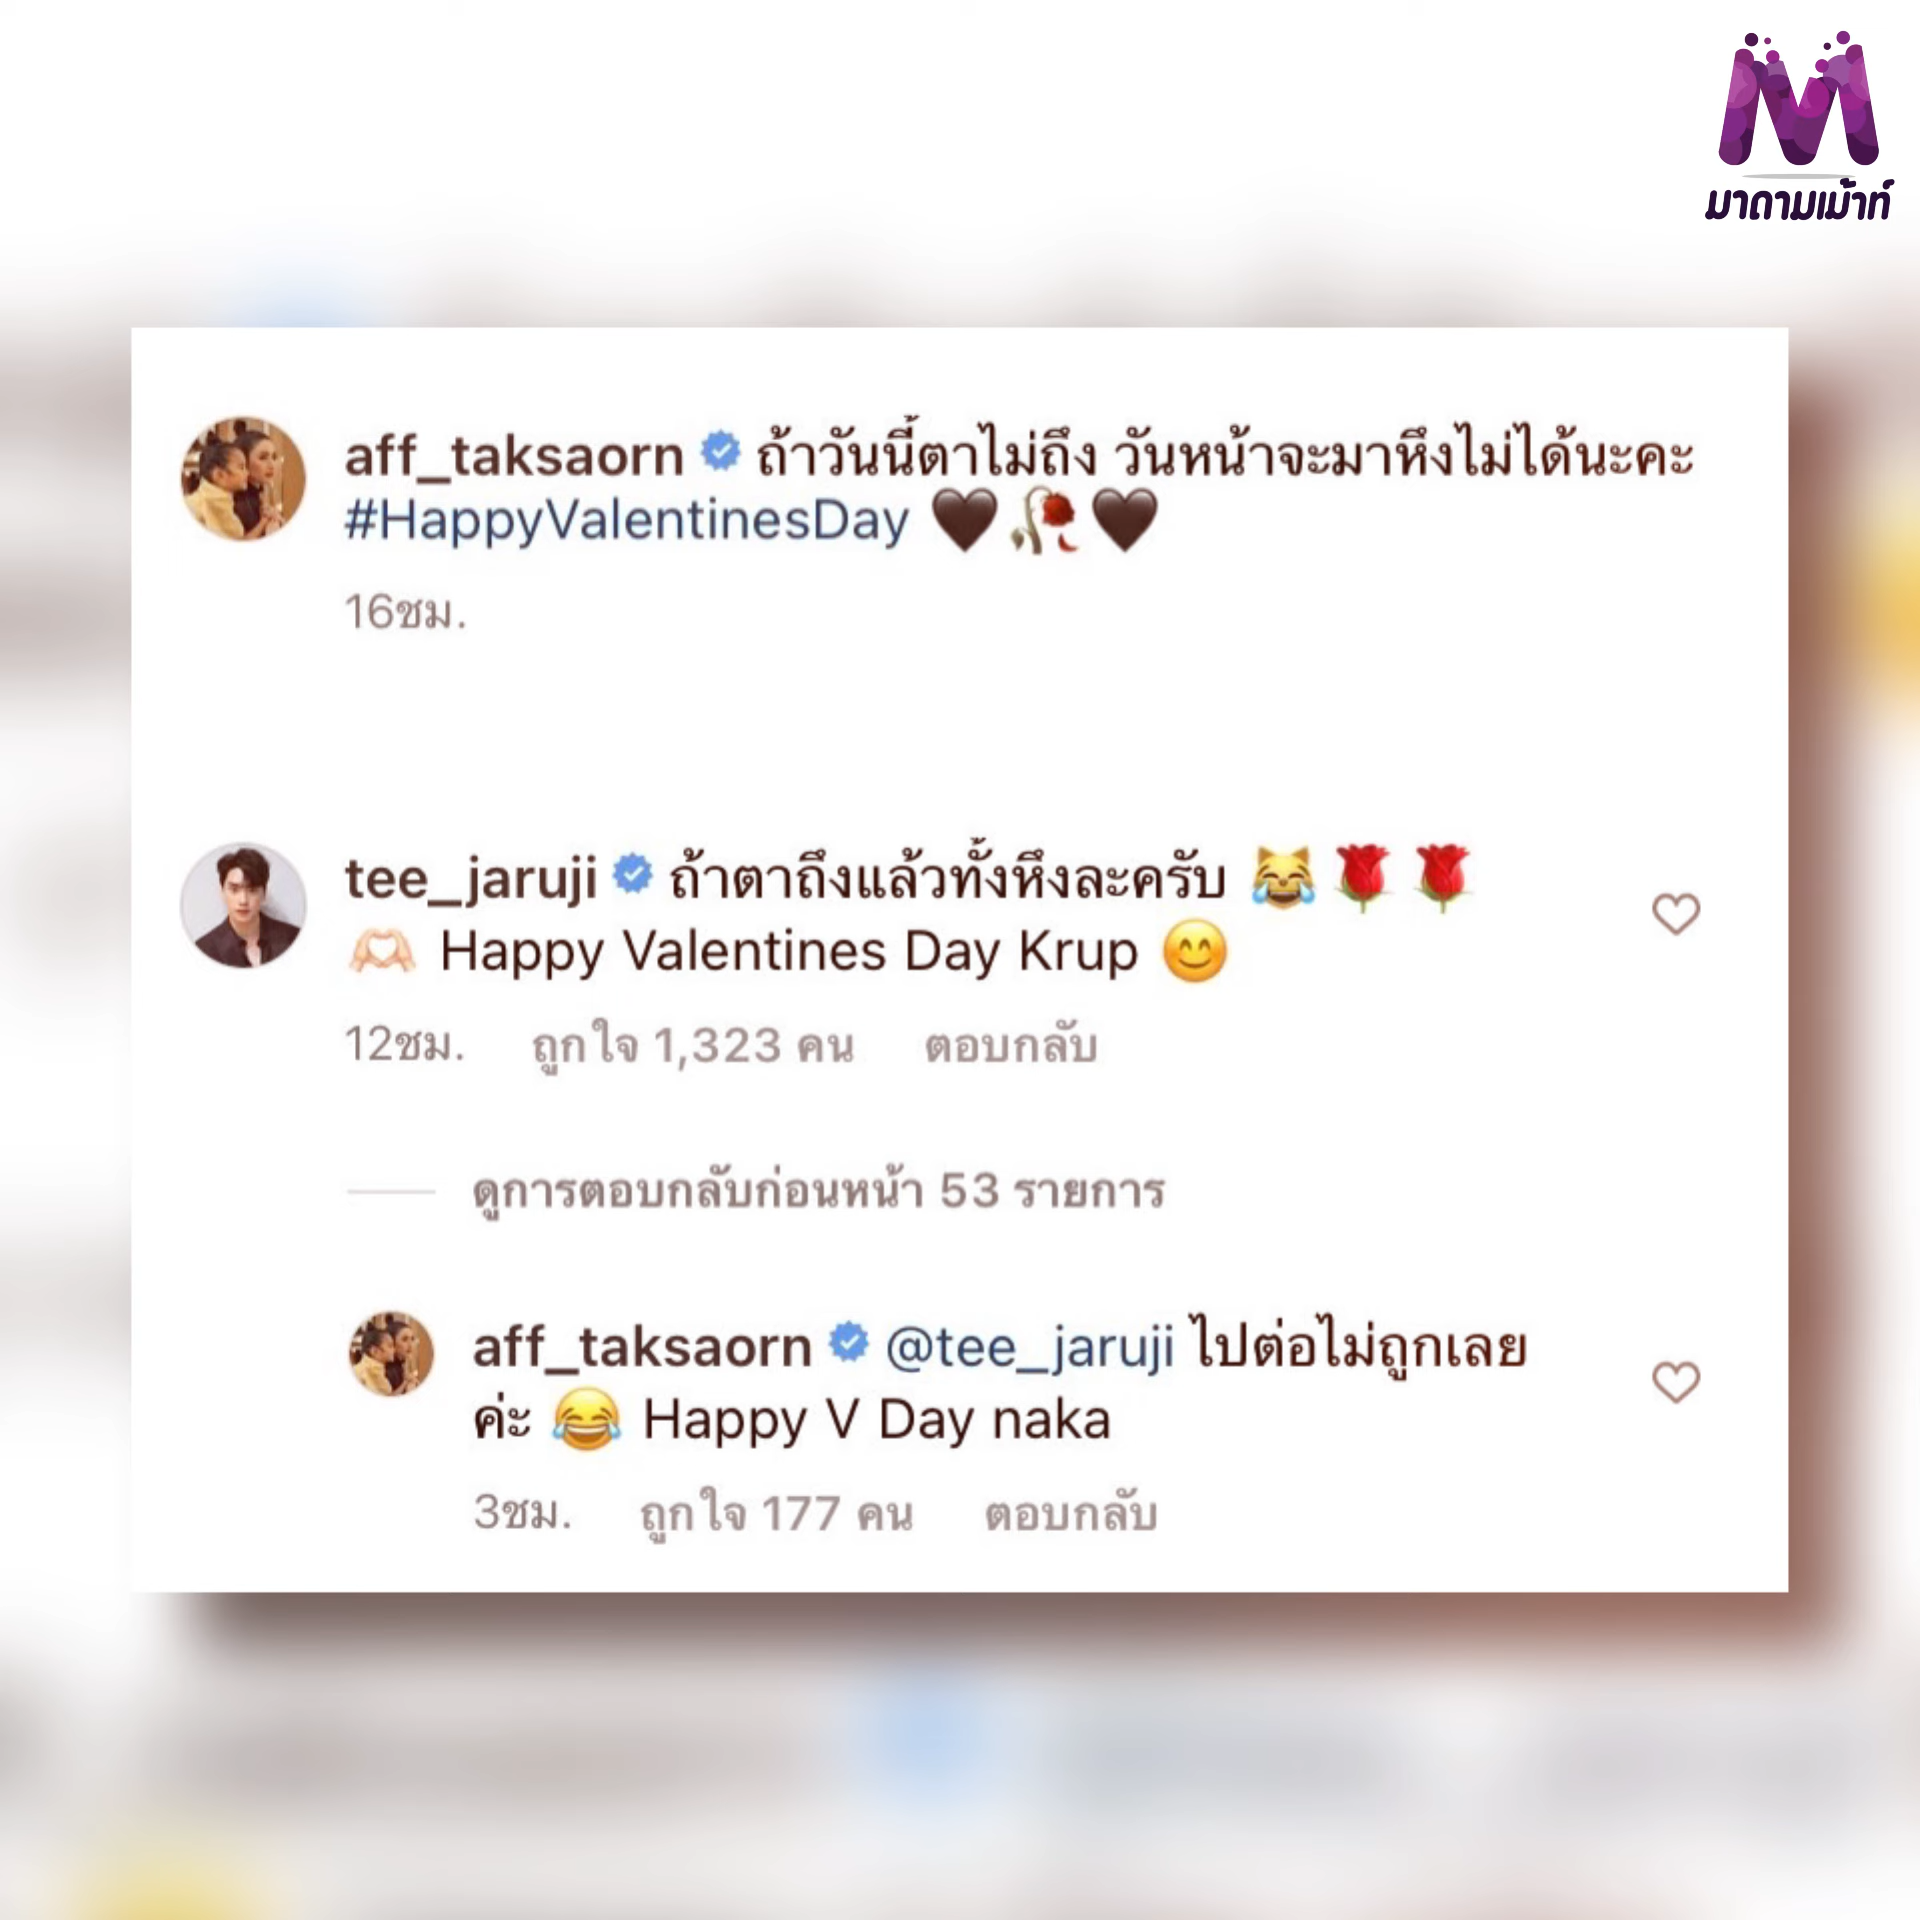 มาดามเม้าท์
aff_taksaorn ถ้าวันนี้ตาไม่ถึง วันหน้าจะมาหึงไม่ได้นะคะ
#HappyValentinesDay 🖤🥀🖤
16ชม.
tee_jaruji ถ้าตาถึงแล้วทั้งหึงละครับ 😹🌹🌹
🫶🏻 Happy Valentines Day Krup 😊
12ชม. ถูกใจ 1,323 คน ตอบกลับ
ดูการตอบกลับก่อนหน้า 53 รายการ
aff_taksaorn @tee_jaruji ไปต่อไม่ถูกเลย
ค่ะ 😂 Happy V Day naka
3ชม. ถูกใจ 177 คน ตอบกลับ